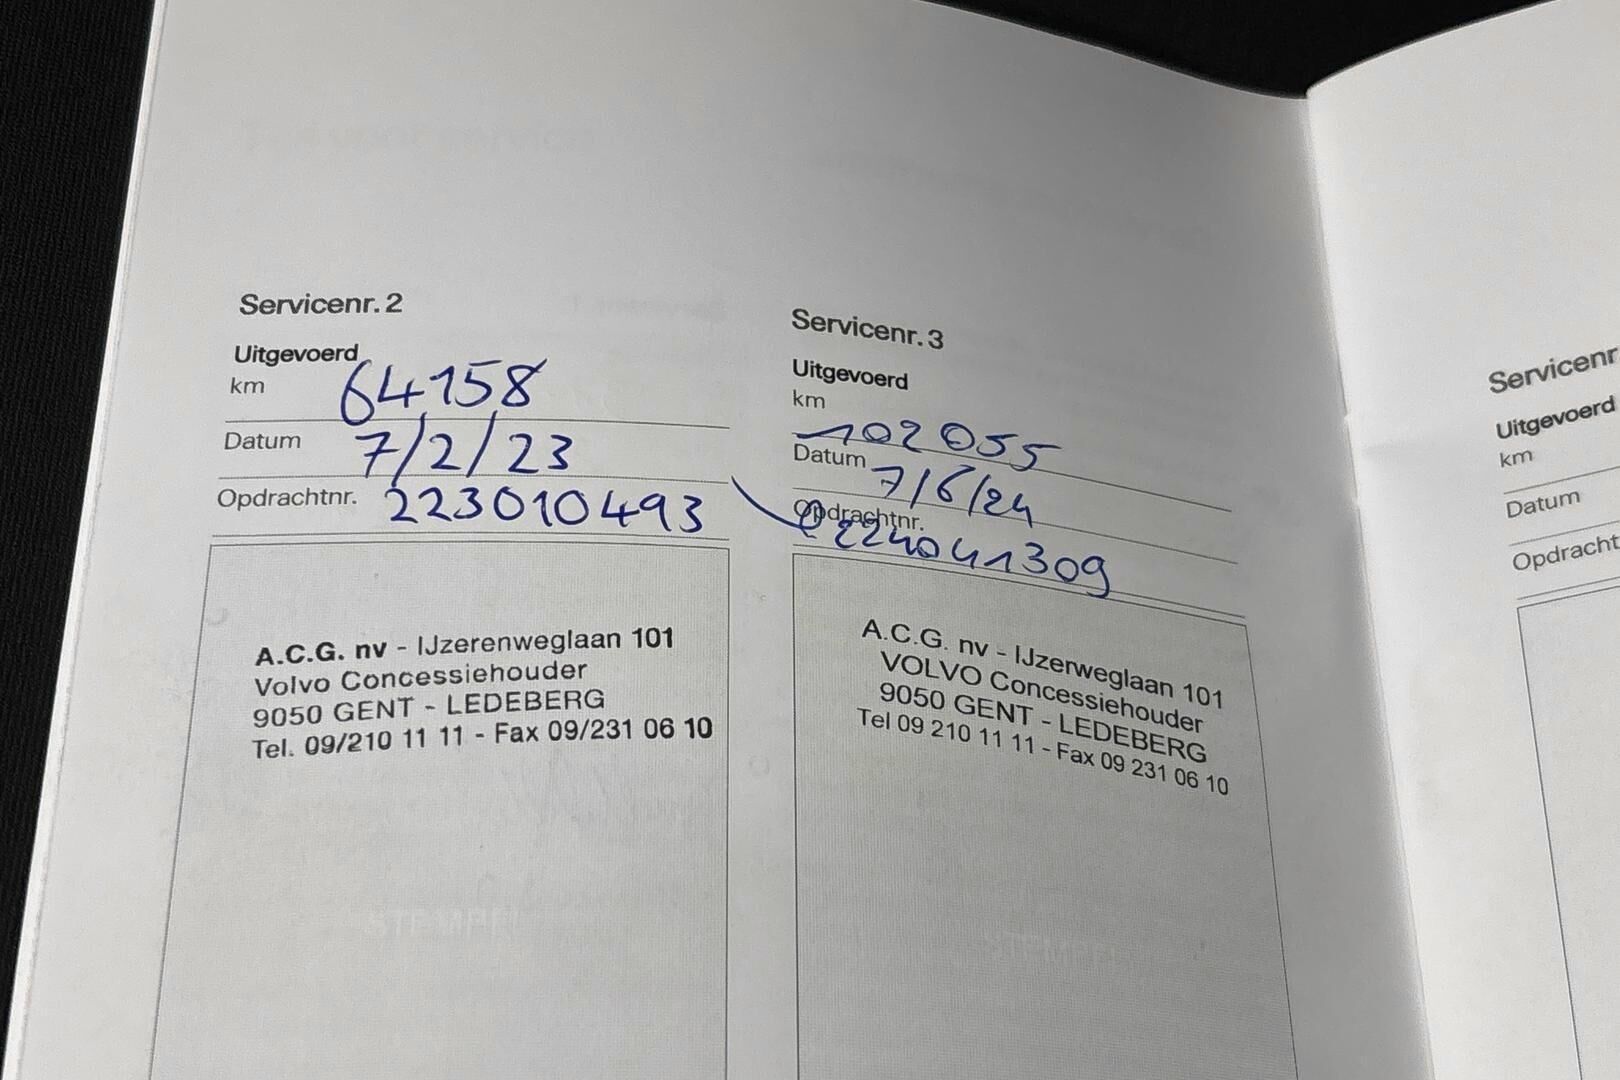 Servicenr. 2
Uitgevoerd
km 64158
Datum 7/2/23
Opdrachtnr. 223010493
A.C.G. nv - IJzerenweglaan 101
Volvo Concessiehouder
9050 GENT - LEDEBERG
Tel. 09/210 11 11 - Fax 09/231 06 10
Servicenr. 3
Uitgevoerd
km 102055
Datum 7/6/24
Opdrachtnr. 224041309
A.C.G. nv - IJzerweglaan 101
VOLVO Concessiehouder
9050 GENT - LEDEBERG
Tel 09 210 11 11 - Fax 09 231 06 10
Servicenr
Uitgevoerd
km
Datum
Opdracht